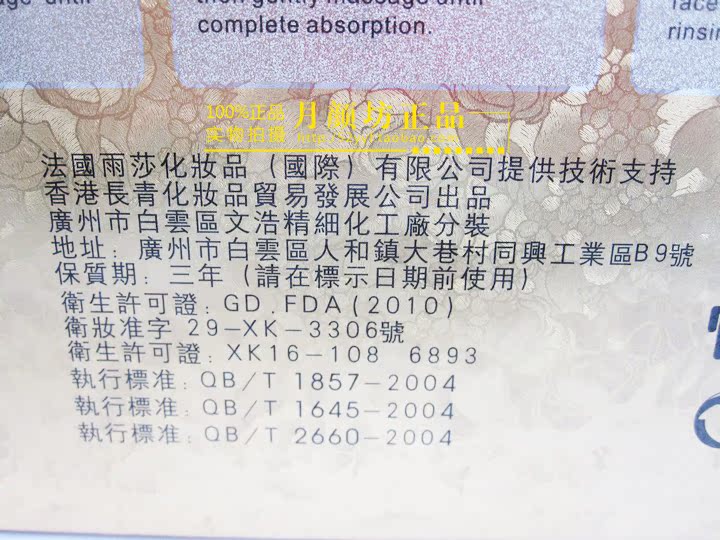 complete absorption.
rinsi
100%正品
实物拍摄
月颜坊正品
法國雨莎化妝品（國際）有限公司提供技術支持
香港長青化妝品貿易發展公司出品
廣州市白雲區文浩精細化工廠分裝
地址：廣州市白雲區人和鎮大巷村同興工業區B9號
保質期：三年（請在標示日期前使用）
衛生許可證：GD.FDA(2010)
衛妝准字 29-XK-3306號
衛生許可證：XK16-108 6893
執行標准：QB/T 1857-2004
執行標准：QB/T 1645-2004
執行標准：QB/T 2660-2004